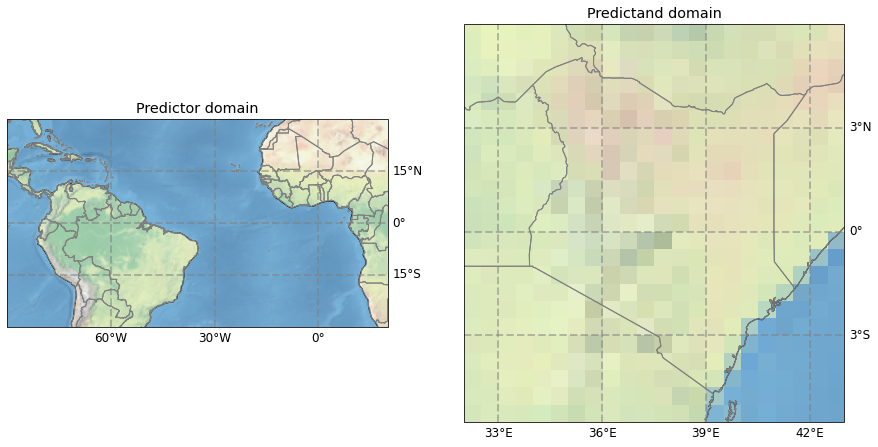 Predictor domain
15°N
0°
15°S
60°W 30°W 0°
Predictand domain
3°N
0°
3°S
33°E 36°E 39°E 42°E